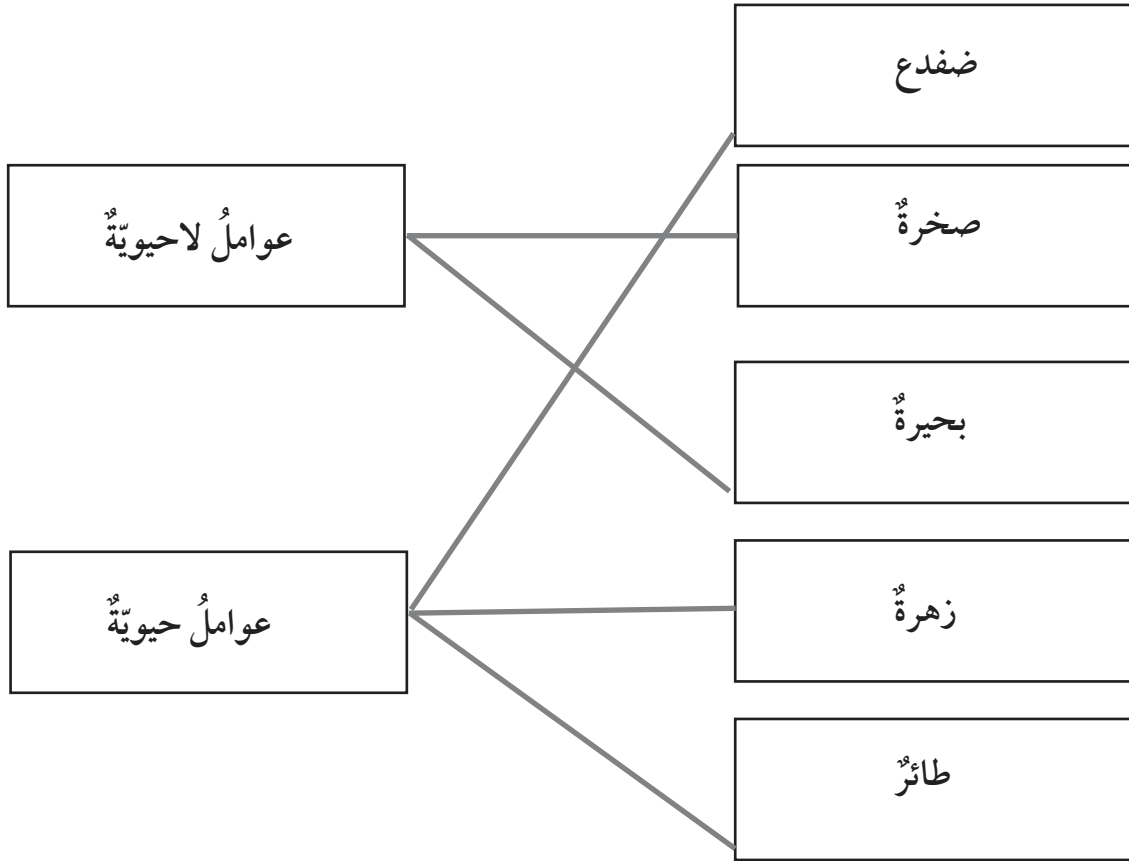 ضفدع
صخرةٌ
عواملُ لاحيويّةٌ
بحيرةٌ
زهرةٌ
عواملُ حيويّةٌ
طائرٌ